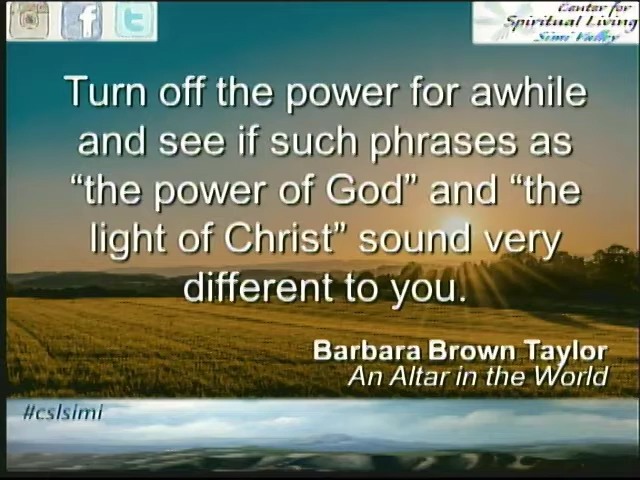 Center for
Spiritual Living
Simi Valley
Turn off the power for awhile
and see if such phrases as
“the power of God” and “the
light of Christ” sound very
different to you.
Barbara Brown Taylor
An Altar in the World
#cslsimi